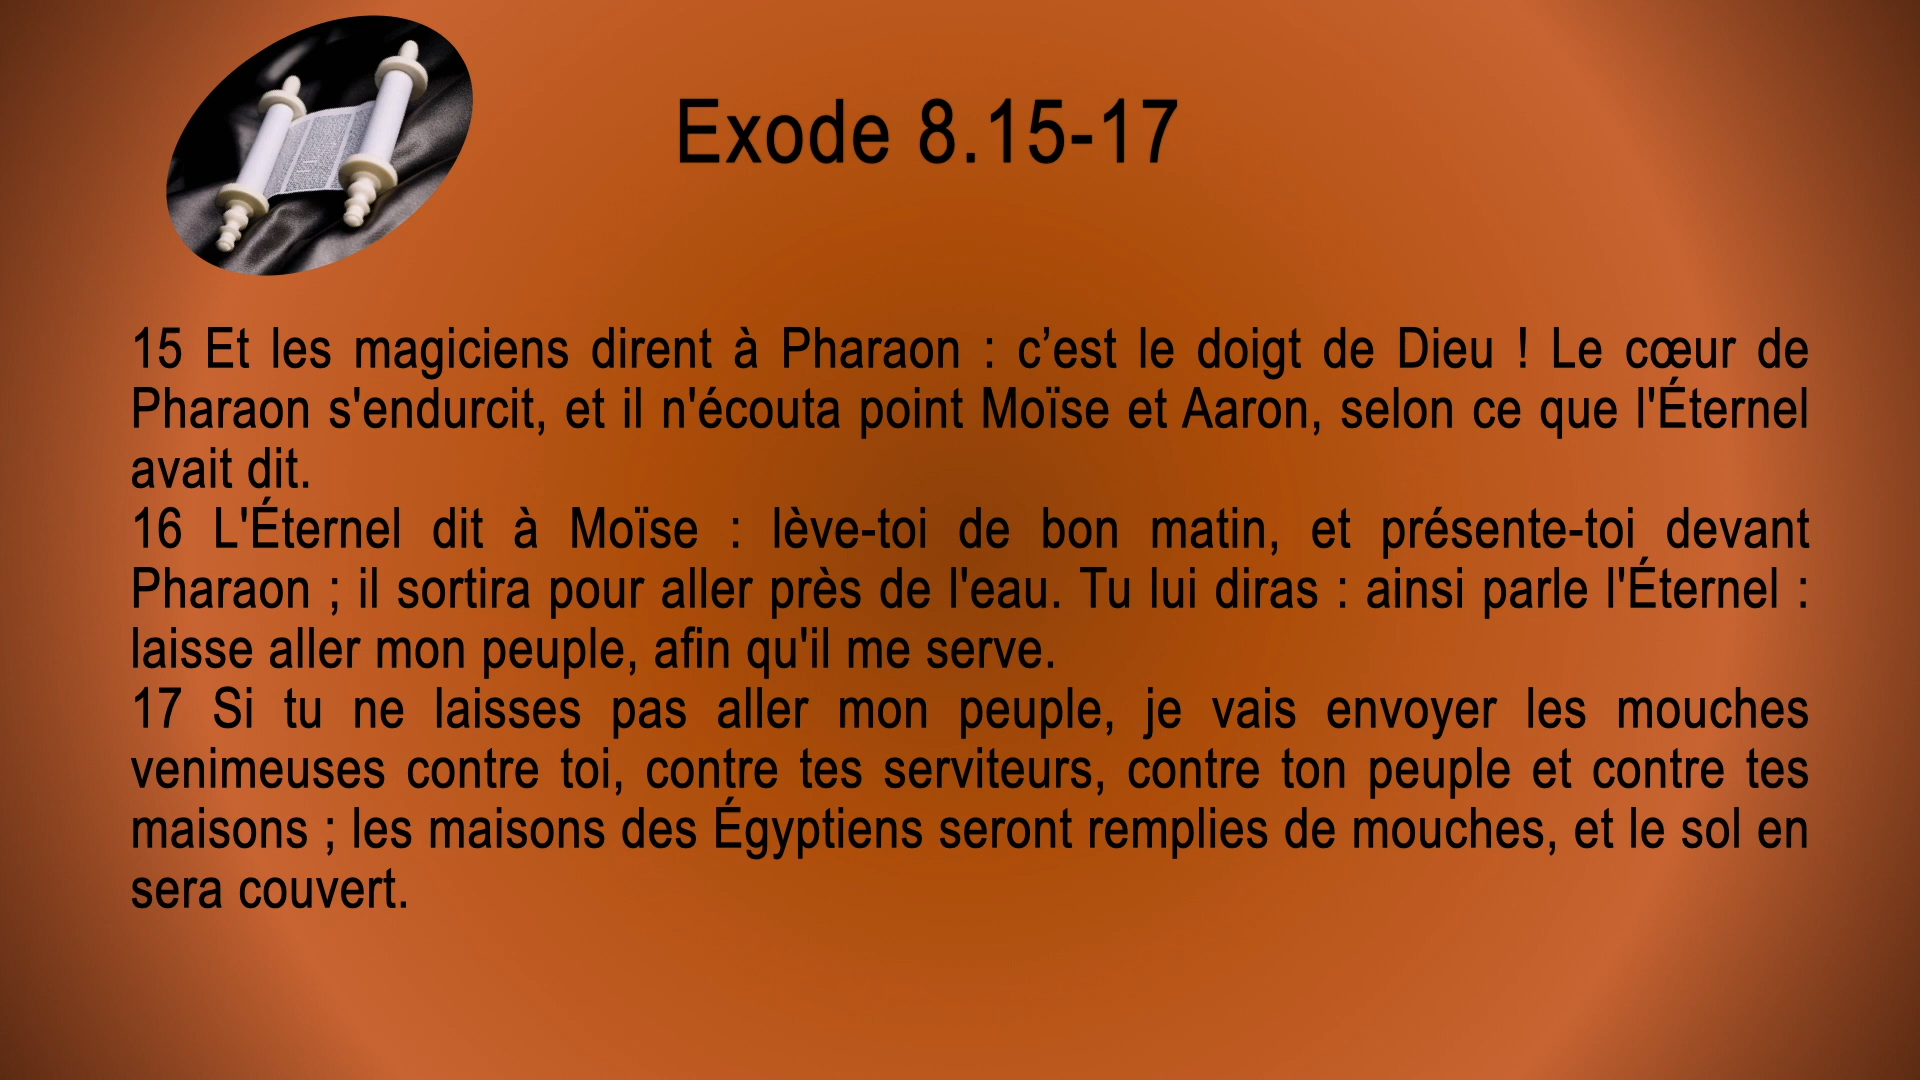 Exode 8.15-17
15 Et les magiciens dirent à Pharaon : c’est le doigt de Dieu ! Le cœur de
Pharaon s'endurcit, et il n'écouta point Moïse et Aaron, selon ce que l'Éternel
avait dit.
16 L'Éternel dit à Moïse : lève-toi de bon matin, et présente-toi devant
Pharaon ; il sortira pour aller près de l'eau. Tu lui diras : ainsi parle l'Éternel :
laisse aller mon peuple, afin qu'il me serve.
17 Si tu ne laisses pas aller mon peuple, je vais envoyer les mouches
venimeuses contre toi, contre tes serviteurs, contre ton peuple et contre tes
maisons ; les maisons des Égyptiens seront remplies de mouches, et le sol en
sera couvert.